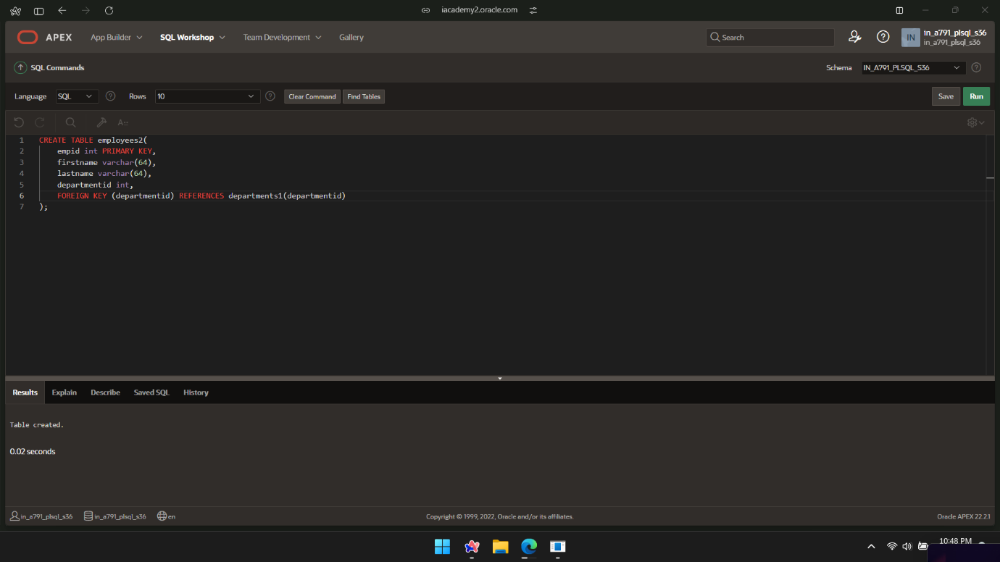 iacademy2.oracle.com
APEX App Builder SQL Workshop Team Development Gallery Search IN in_a791_plsql_s36
in_a791_plsql_s36
SQL Commands Schema IN_A791_PLSQL_S36
Language SQL Rows 10 Clear Command Find Tables Save Run
A
1 CREATE TABLE employees2(
2 empid int PRIMARY KEY,
3 firstname varchar(64),
4 lastname varchar(64),
5 departmentid int,
6 FOREIGN KEY (departmentid) REFERENCES departments1(departmentid)
7 );
Results Explain Describe Saved SQL History
Table created.
0.02 seconds
in_a791_plsql_s36 in_a791_plsql_s36 en Copyright © 1999, 2022, Oracle and/or its affiliates. Oracle APEX 22.2.1
10:48 PM